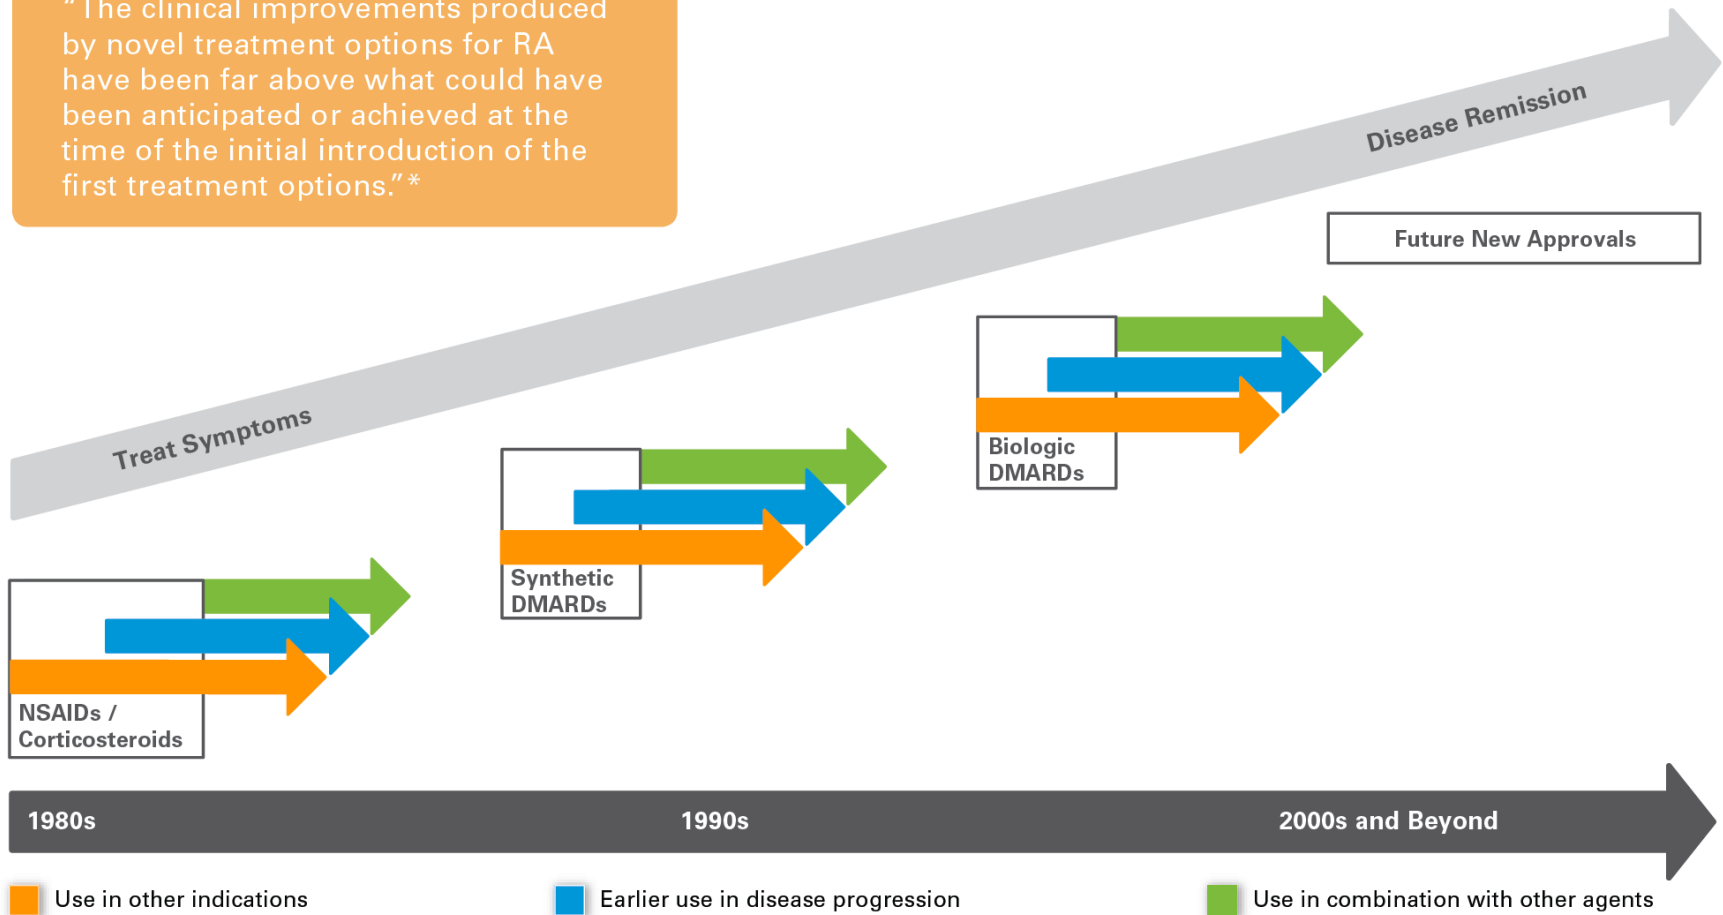 "The clinical improvements produced
by novel treatment options for RA
have been far above what could have
been anticipated or achieved at the
time of the initial introduction of the
first treatment options."*
Disease Remission
Future New Approvals
Treat Symptoms
Biologic
DMARDs
Synthetic
DMARDs
NSAIDs /
Corticosteroids
1980s
1990s
2000s and Beyond
Use in other indications
Earlier use in disease progression
Use in combination with other agents